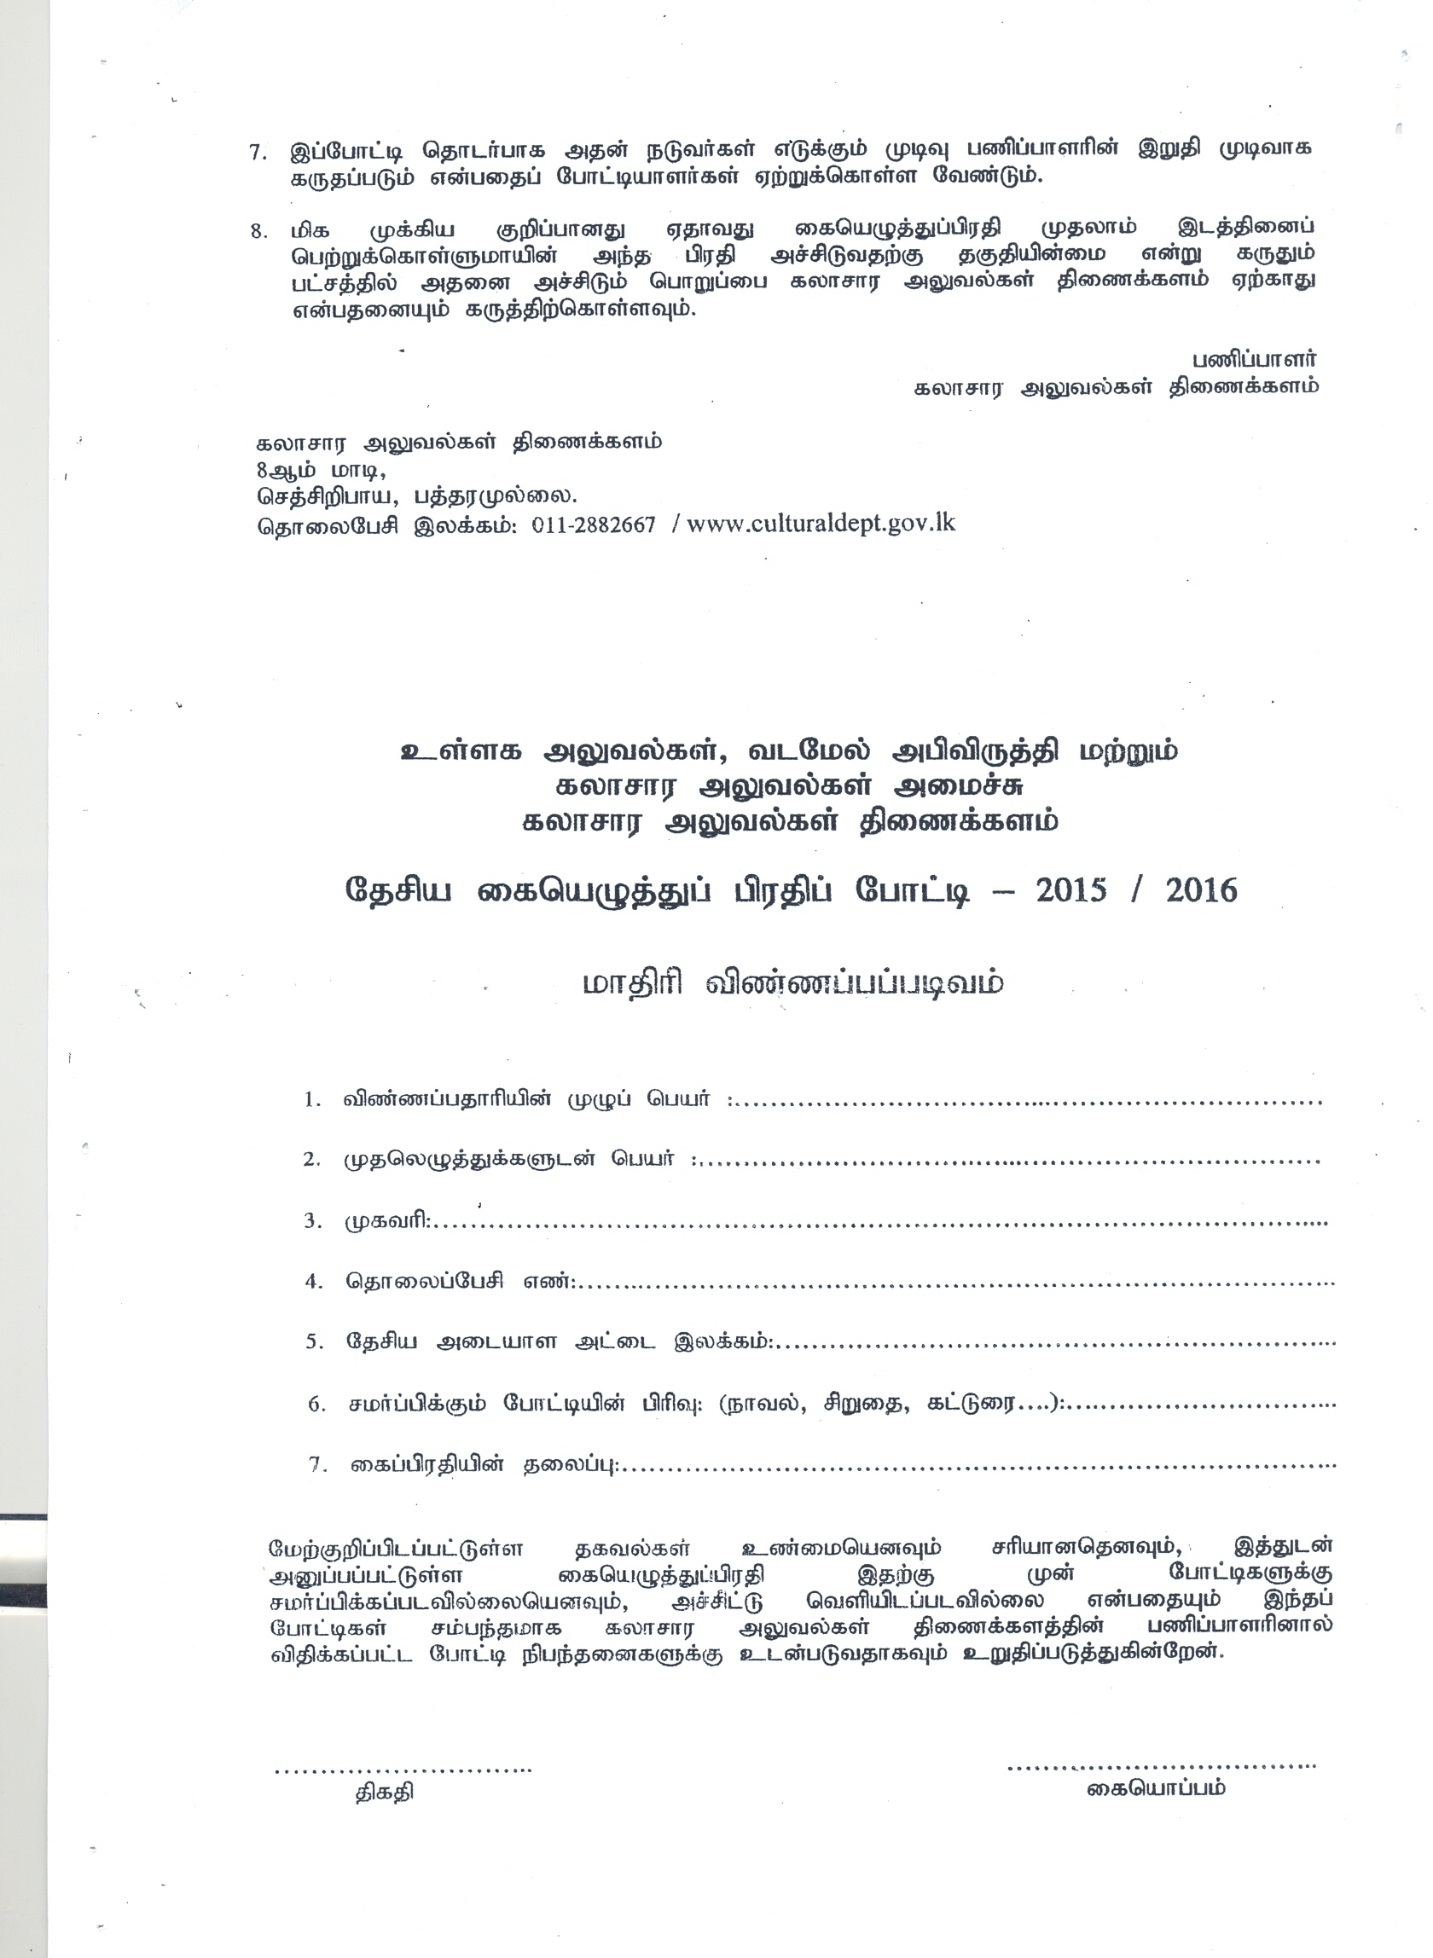 7. இப்போட்டி தொடர்பாக அதன் நடுவர்கள் எடுக்கும் முடிவு பணிப்பாளரின் இறுதி முடிவாக
கருதப்படும் என்பதைப் போட்டியாளர்கள் ஏற்றுக்கொள்ள வேண்டும்.
8. மிக முக்கிய குறிப்பானது ஏதாவது கையெழுத்துப்பிரதி முதலாம் இடத்தினைப்
பெற்றுக்கொள்ளுமாயின் அந்த பிரதி அச்சிடுவதற்கு தகுதியின்மை என்று கருதும்
பட்சத்தில் அதனை அச்சிடும் பொறுப்பை கலாசார அலுவல்கள் திணைக்களம் ஏற்காது
என்பதனையும் கருத்திற்கொள்ளவும்.
பணிப்பாளர்
கலாசார அலுவல்கள் திணைக்களம்
கலாசார அலுவல்கள் திணைக்களம்
8ஆம் மாடி,
செத்சிறிபாய, பத்தரமுல்லை.
தொலைபேசி இலக்கம்: 011-2882667 / www.culturaldept.gov.lk
உள்ளக அலுவல்கள், வடமேல் அபிவிருத்தி மற்றும்
கலாசார அலுவல்கள் அமைச்சு
கலாசார அலுவல்கள் திணைக்களம்
தேசிய கையெழுத்துப் பிரதிப் போட்டி – 2015 / 2016
மாதிரி விண்ணப்பப்படிவம்
1. விண்ணப்பதாரியின் முழுப் பெயர் :..............................................................
2. முதலெழுத்துக்களுடன் பெயர் :..............................................................
3. முகவரி:..............................................................
4. தொலைப்பேசி எண்:..............................................................
5. தேசிய அடையாள அட்டை இலக்கம்:..............................................................
6. சமர்ப்பிக்கும் போட்டியின் பிரிவு: (நாவல், சிறுதை, கட்டுரை....):..............................
7. கைப்பிரதியின் தலைப்பு:..............................................................
மேற்குறிப்பிடப்பட்டுள்ள தகவல்கள் உண்மையெனவும் சரியானதெனவும், இத்துடன்
அனுப்பப்பட்டுள்ள கையெழுத்துப்பிரதி இதற்கு முன் போட்டிகளுக்கு
சமர்ப்பிக்கப்படவில்லையெனவும், அச்சிட்டு வெளியிடப்படவில்லை என்பதையும் இந்தப்
போட்டிகள் சம்பந்தமாக கலாசார அலுவல்கள் திணைக்களத்தின் பணிப்பாளரினால்
விதிக்கப்பட்ட போட்டி நிபந்தனைகளுக்கு உடன்படுவதாகவும் உறுதிப்படுத்துகின்றேன்.
............................ ..................................
திகதி கையொப்பம்